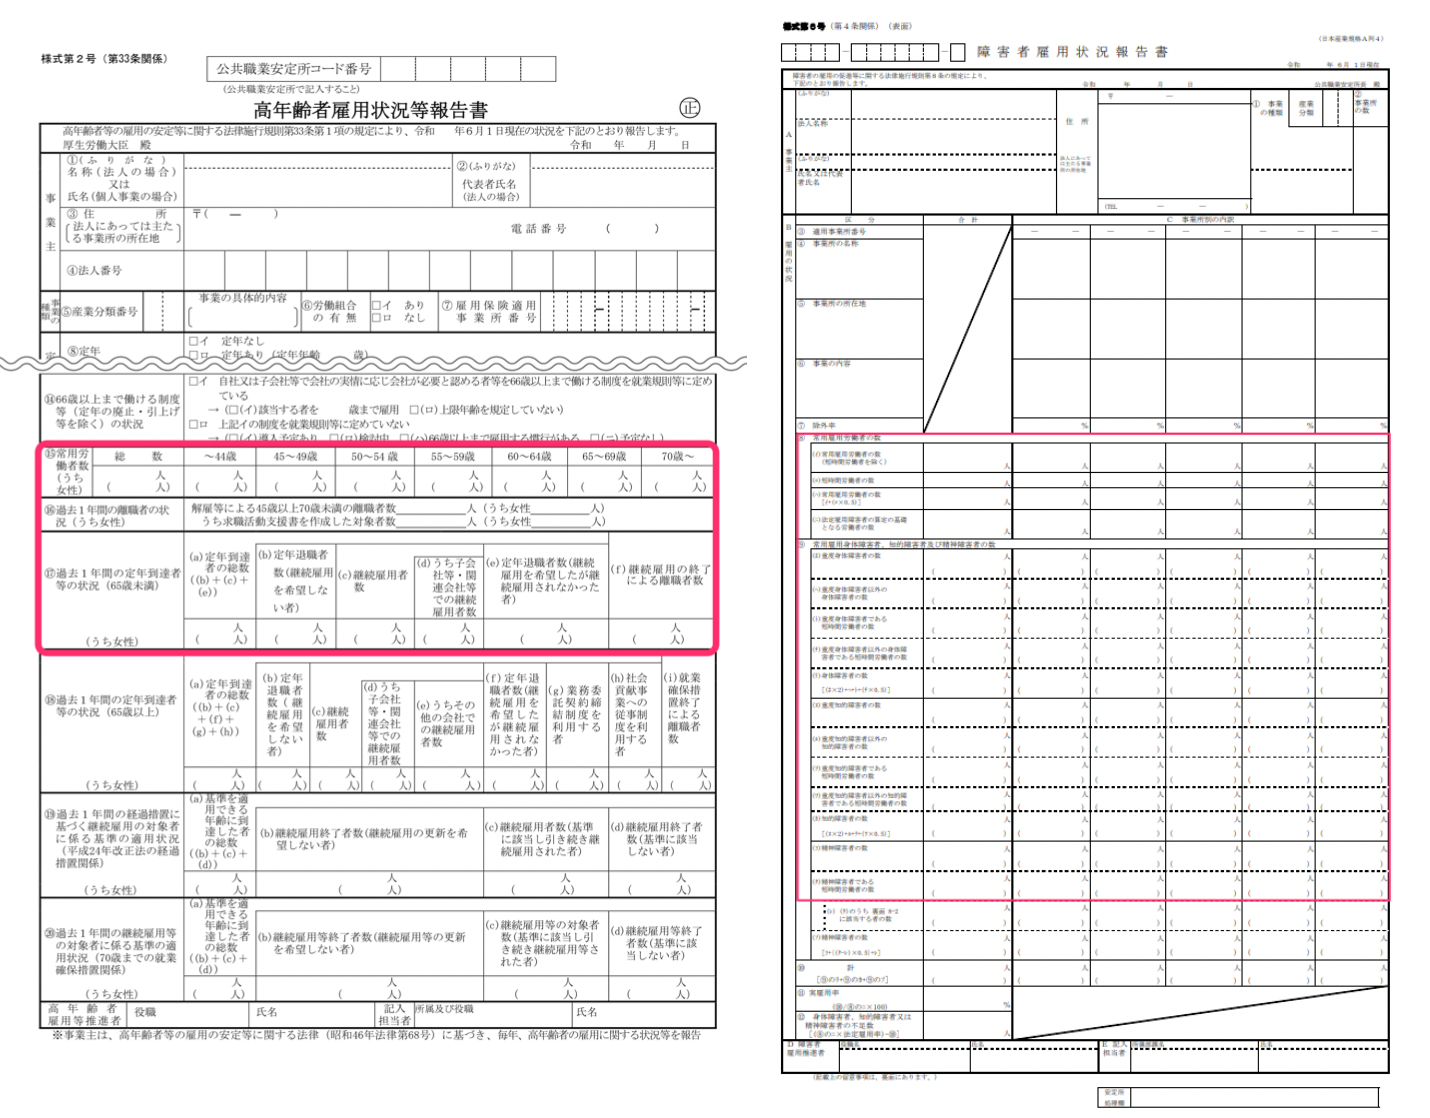 様式第２号（第33条関係）
公共職業安定所コード番号
(公共職業安定所で記入すること)
高年齢者雇用状況等報告書
正
高年齢者等の雇用の安定等に関する法律施行規則第33条第１項の規定により、令和　　年６月１日現在の状況を下記のとおり報告します。
厚生労働大臣　殿
令和　　年　　月　　日
事業主
①(ふりがな)
名称(法人の場合)
又は
氏名(個人事業の場合)
②(ふりがな)
代表者氏名
(法人の場合)
③ 住　所
法人にあっては主たる事業所の所在地
〒(　　―　　)
電話番号　　(　　)
④法人番号
事業の種類
⑤産業分類番号
事業の具体的内容
⑥労働組合の有無
□イ　あり
□ロ　なし
⑦雇用保険適用事業所番号
⑧定年
□イ　定年なし
□ロ　定年あり（定年年齢　　歳）
⑭66歳以上まで働ける制度等（定年の廃止・引上げ等を除く）の状況
□イ　自社又は子会社等で会社の実情に応じ会社が必要と認める者等を66歳以上まで働ける制度を就業規則等に定めている
→（□(イ)該当する者を　　歳まで雇用　□(ロ)上限年齢を規定していない）
□ロ　上記イの制度を就業規則等に定めていない
→（□(イ)導入予定あり　□(ロ)検討中　□(ハ)66歳以上まで雇用する慣行がある　□(ニ)予定なし）
⑮常用労働者数（うち女性）
総　数
～44歳
45～49歳
50～54歳
55～59歳
60～64歳
65～69歳
70歳～
人
(　　人)
⑯過去１年間の離職者の状況（うち女性）
解雇等による45歳以上70歳未満の離職者数　　人（うち女性　　人）
うち求職活動支援書を作成した対象者数　　人（うち女性　　人）
⑰過去１年間の定年到達者等の状況（65歳未満）
（うち女性）
(a)定年到達者の総数((b)+(c)+(e))
(b)定年退職者数(継続雇用を希望しない者)
(c)継続雇用者数
(d)うち子会社等・関連会社等での継続雇用者数
(e)定年退職者数(継続雇用を希望したが継続雇用されなかった者)
(f)継続雇用の終了による離職者数
⑱過去１年間の定年到達者等の状況（65歳以上）
（うち女性）
(a)定年到達者の総数((b)+(c)+(f)+(g)+(h))
(b)定年退職者数(継続雇用を希望しない者)
(c)継続雇用者数
(d)うち子会社等・関連会社等での継続雇用者数
(e)うちその他の会社での継続雇用者数
(f)定年退職者数(継続雇用を希望したが継続雇用されなかった者)
(g)業務委託契約締結制度を利用する者
(h)社会貢献事業への従事制度を利用する者
(i)就業確保措置終了による離職者数
⑲過去１年間の経過措置に基づく継続雇用の対象者に係る基準の適用状況（平成24年改正法の経過措置関係）
（うち女性）
(a)基準を適用できる年齢に到達した者の総数((b)+(c)+(d))
(b)継続雇用終了者数(継続雇用の更新を希望しない者)
(c)継続雇用者数(基準に該当し引き続き継続雇用された者)
(d)継続雇用終了者数(基準に該当しない者)
⑳過去１年間の継続雇用等の対象者に係る基準の適用状況（70歳までの就業確保措置関係）
（うち女性）
(a)基準を適用できる年齢に到達した者の総数((b)+(c)+(d))
(b)継続雇用等終了者数(継続雇用等の更新を希望しない者)
(c)継続雇用等の対象者数(基準に該当し引き続き継続雇用等された者)
(d)継続雇用等終了者数(基準に該当しない者)
高年齢者雇用等推進者
役職
氏名
記入担当者
所属及び役職
氏名
※事業主は、高年齢者等の雇用の安定等に関する法律（昭和46年法律第68号）に基づき、毎年、高年齢者の雇用に関する状況等を報告
様式第６号（第４条関係）（表面）
（日本産業規格Ａ列４）
障害者雇用状況報告書
令和　　年６月１日現在
障害者の雇用の促進等に関する法律施行規則第８条の規定により、
下記のとおり報告します。
令和　　年　　月　　日
公共職業安定所長　殿
A 事業主
(ふりがな)
法人名称
(ふりがな)
氏名又は代表者氏名
住　所
法人にあっては主たる事業所の所在地
〒　　―
(TEL　　―　　―　　)
①　事業の種類
産業分類
②事業所の数
B 雇用の状況
区　分
合　計
C　事業所別の内訳
③　適用事業所番号
④　事業所の名称
⑤　事業所の所在地
⑥　事業の内容
⑦　除外率
%
⑧　常用雇用労働者の数
(イ)常用雇用労働者の数（短時間労働者を除く）
(ロ)短時間労働者の数
(ハ)常用雇用労働者の数［イ+(ロ×0.5)］
(ニ)法定雇用障害者の算定の基礎となる労働者の数
⑨　常用雇用身体障害者、知的障害者及び精神障害者の数
(ホ)重度身体障害者の数
(ヘ)重度身体障害者以外の身体障害者の数
(ト)重度身体障害者である短時間労働者の数
(チ)重度身体障害者以外の身体障害者である短時間労働者の数
(リ)身体障害者の数
［(ホ×2)+ヘ+ト+(チ×0.5)］
(ヌ)重度知的障害者の数
(ル)重度知的障害者以外の知的障害者の数
(ヲ)重度知的障害者である短時間労働者の数
(ワ)重度知的障害者以外の知的障害者である短時間労働者の数
(カ)知的障害者の数
［(ヌ×2)+ル+ヲ+(ワ×0.5)］
(ヨ)精神障害者の数
(タ)精神障害者である短時間労働者の数
(レ)　(タ)のうち 裏面 8-2 に該当する者の数
(ソ)精神障害者の数
［ヨ+{(タ-レ)×0.5}+レ］
⑩　計
［⑨のリ+⑨のカ+⑨のソ］
⑪　実雇用率
(⑩/⑧のニ×100)
⑫　身体障害者、知的障害者又は精神障害者の不足数
［(⑧のニ×法定雇用率)-⑩］
D 障害者雇用推進者
役職名
氏名
E 記入担当者
所属部課名
氏名
（記載上の留意事項は、裏面にあります。）
安定所処理欄